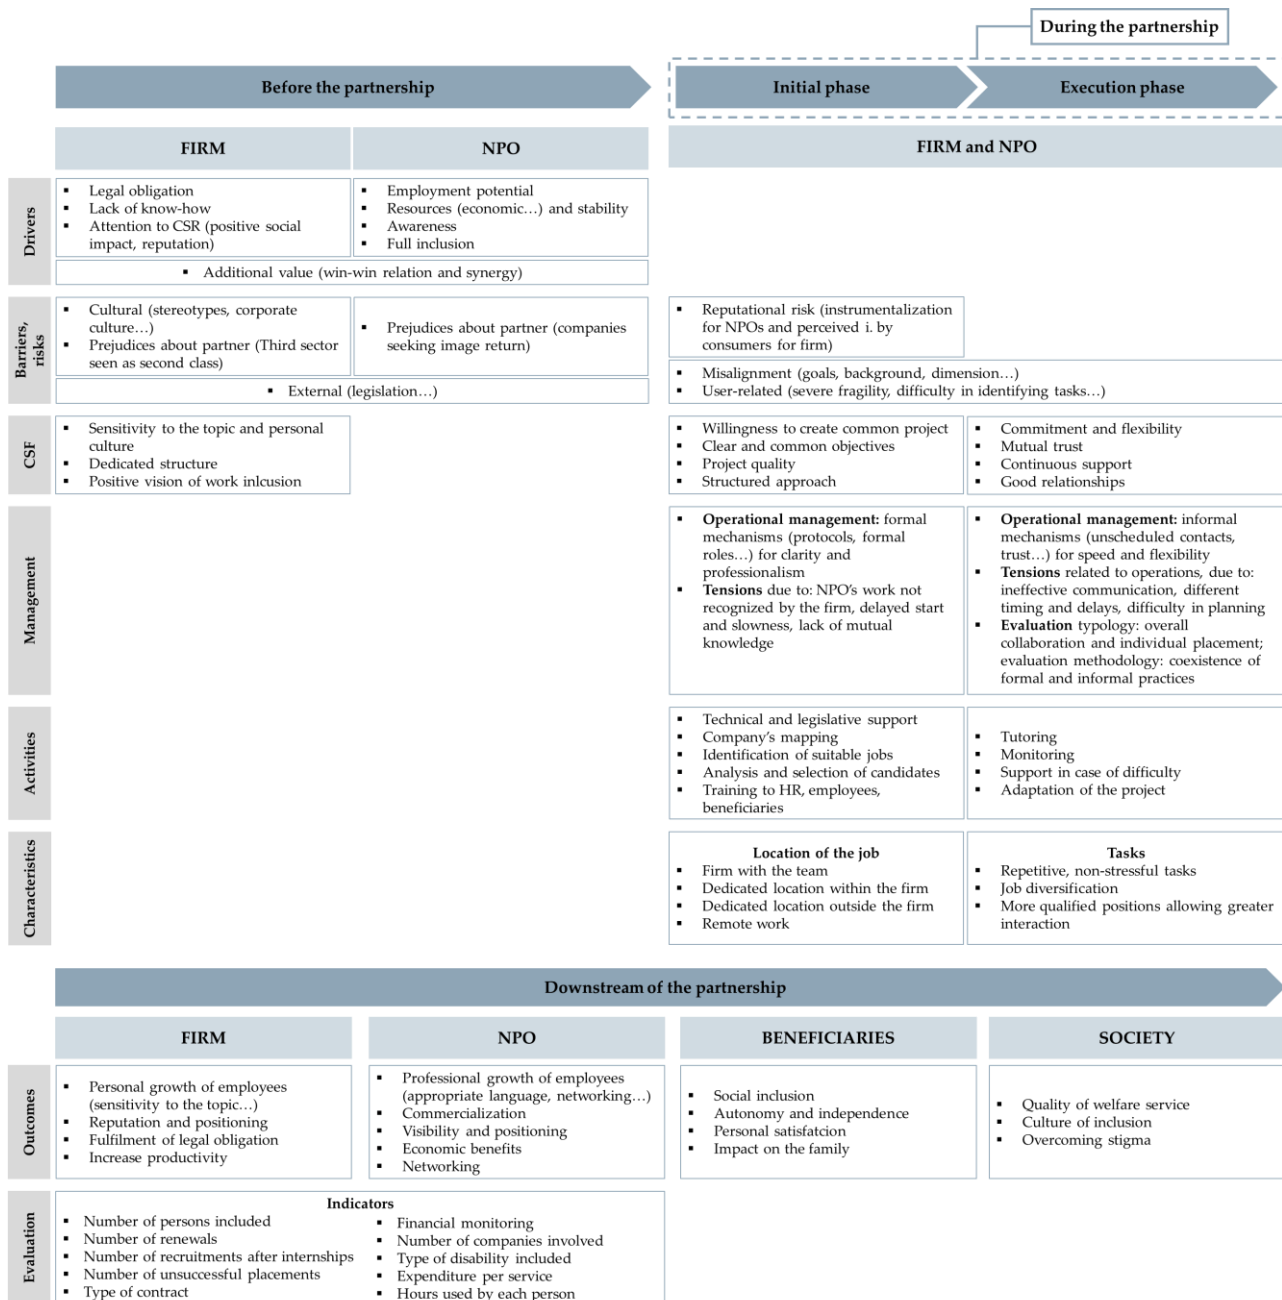 During the partnership
Before the partnership
Initial phase
Execution phase
FIRM
NPO
FIRM and NPO
Drivers
▪ Legal obligation
▪ Lack of know-how
▪ Attention to CSR (positive social
impact, reputation)
▪ Employment potential
▪ Resources (economic…) and stability
▪ Awareness
▪ Full inclusion
▪ Additional value (win-win relation and synergy)
Barriers,
risks
▪ Cultural (stereotypes, corporate
culture…)
▪ Prejudices about partner (Third sector
seen as second class)
▪ Prejudices about partner (companies
seeking image return)
▪ External (legislation…)
▪ Reputational risk (instrumentalization
for NPOs and perceived i. by
consumers for firm)
▪ Misalignment (goals, background, dimension…)
▪ User-related (severe fragility, difficulty in identifying tasks…)
CSF
▪ Sensitivity to the topic and personal
culture
▪ Dedicated structure
▪ Positive vision of work inlcusion
▪ Willingness to create common project
▪ Clear and common objectives
▪ Project quality
▪ Structured approach
▪ Commitment and flexibility
▪ Mutual trust
▪ Continuous support
▪ Good relationships
Management
▪ Operational management: formal
mechanisms (protocols, formal
roles…) for clarity and
professionalism
▪ Tensions due to: NPO's work not
recognized by the firm, delayed start
and slowness, lack of mutual
knowledge
▪ Operational management: informal
mechanisms (unscheduled contacts,
trust…) for speed and flexibility
▪ Tensions related to operations, due to:
ineffective communication, different
timing and delays, difficulty in planning
▪ Evaluation typology: overall
collaboration and individual placement;
evaluation methodology: coexistence of
formal and informal practices
Activities
▪ Technical and legislative support
▪ Company's mapping
▪ Identification of suitable jobs
▪ Analysis and selection of candidates
▪ Training to HR, employees,
beneficiaries
▪ Tutoring
▪ Monitoring
▪ Support in case of difficulty
▪ Adaptation of the project
Characteristics
Location of the job
▪ Firm with the team
▪ Dedicated location within the firm
▪ Dedicated location outside the firm
▪ Remote work
Tasks
▪ Repetitive, non-stressful tasks
▪ Job diversification
▪ More qualified positions allowing greater
interaction
Downstream of the partnership
FIRM
NPO
BENEFICIARIES
SOCIETY
Outcomes
▪ Personal growth of employees
(sensitivity to the topic…)
▪ Reputation and positioning
▪ Fulfilment of legal obligation
▪ Increase productivity
▪ Professional growth of employees
(appropriate language, networking…)
▪ Commercialization
▪ Visibility and positioning
▪ Economic benefits
▪ Networking
▪ Social inclusion
▪ Autonomy and independence
▪ Personal satisfatcion
▪ Impact on the family
▪ Quality of welfare service
▪ Culture of inclusion
▪ Overcoming stigma
Evaluation
Indicators
▪ Number of persons included
▪ Number of renewals
▪ Number of recruitments after internships
▪ Number of unsuccessful placements
▪ Type of contract
▪ Financial monitoring
▪ Number of companies involved
▪ Type of disability included
▪ Expenditure per service
▪ Hours used by each person